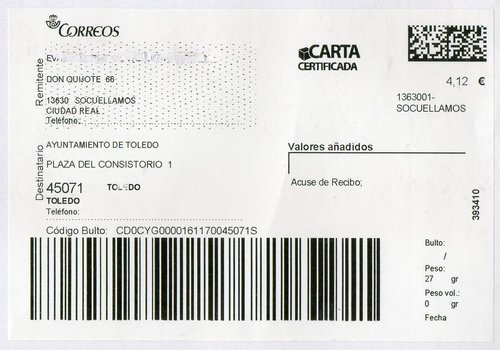 CORREOS
CARTA
CERTIFICADA
Remitente
DON QUIJOTE 66
13630 SOCUELLAMOS
CIUDAD REAL
Teléfono:
4,12 €
1363001-
SOCUELLAMOS
Destinatario
AYUNTAMIENTO DE TOLEDO
PLAZA DEL CONSISTORIO 1
45071 TOLEDO
TOLEDO
Teléfono:
Valores añadidos
Acuse de Recibo;
393410
Código Bulto: CD0CYG0000161170045071S
Bulto:
/
Peso:
27 gr
Peso vol.:
0 gr
Fecha